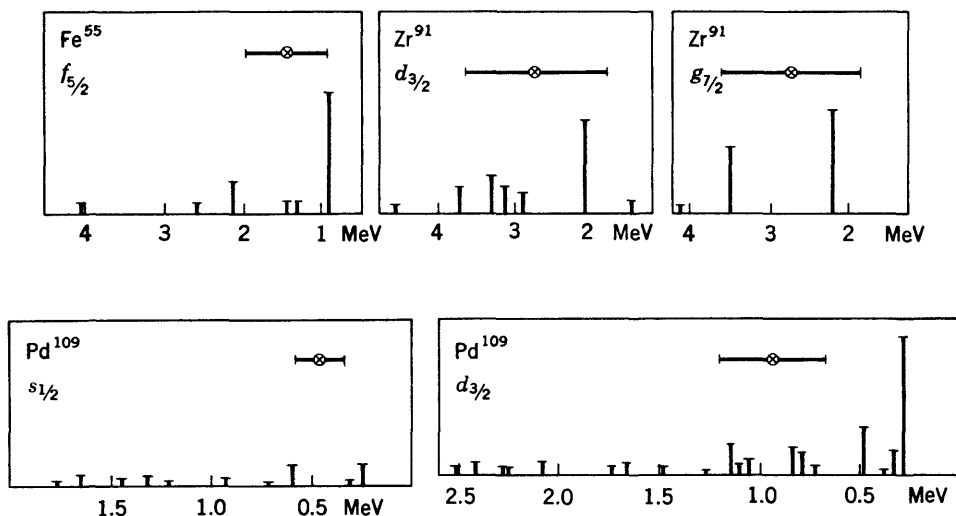 Fe⁵⁵
f₅/₂
4 3 2 1 MeV
Zr⁹¹
d₃/₂
4 3 2 MeV
Zr⁹¹
g₇/₂
4 3 2 MeV
Pd¹⁰⁹
s₁/₂
1.5 1.0 0.5 MeV
Pd¹⁰⁹
d₃/₂
2.5 2.0 1.5 1.0 0.5 MeV